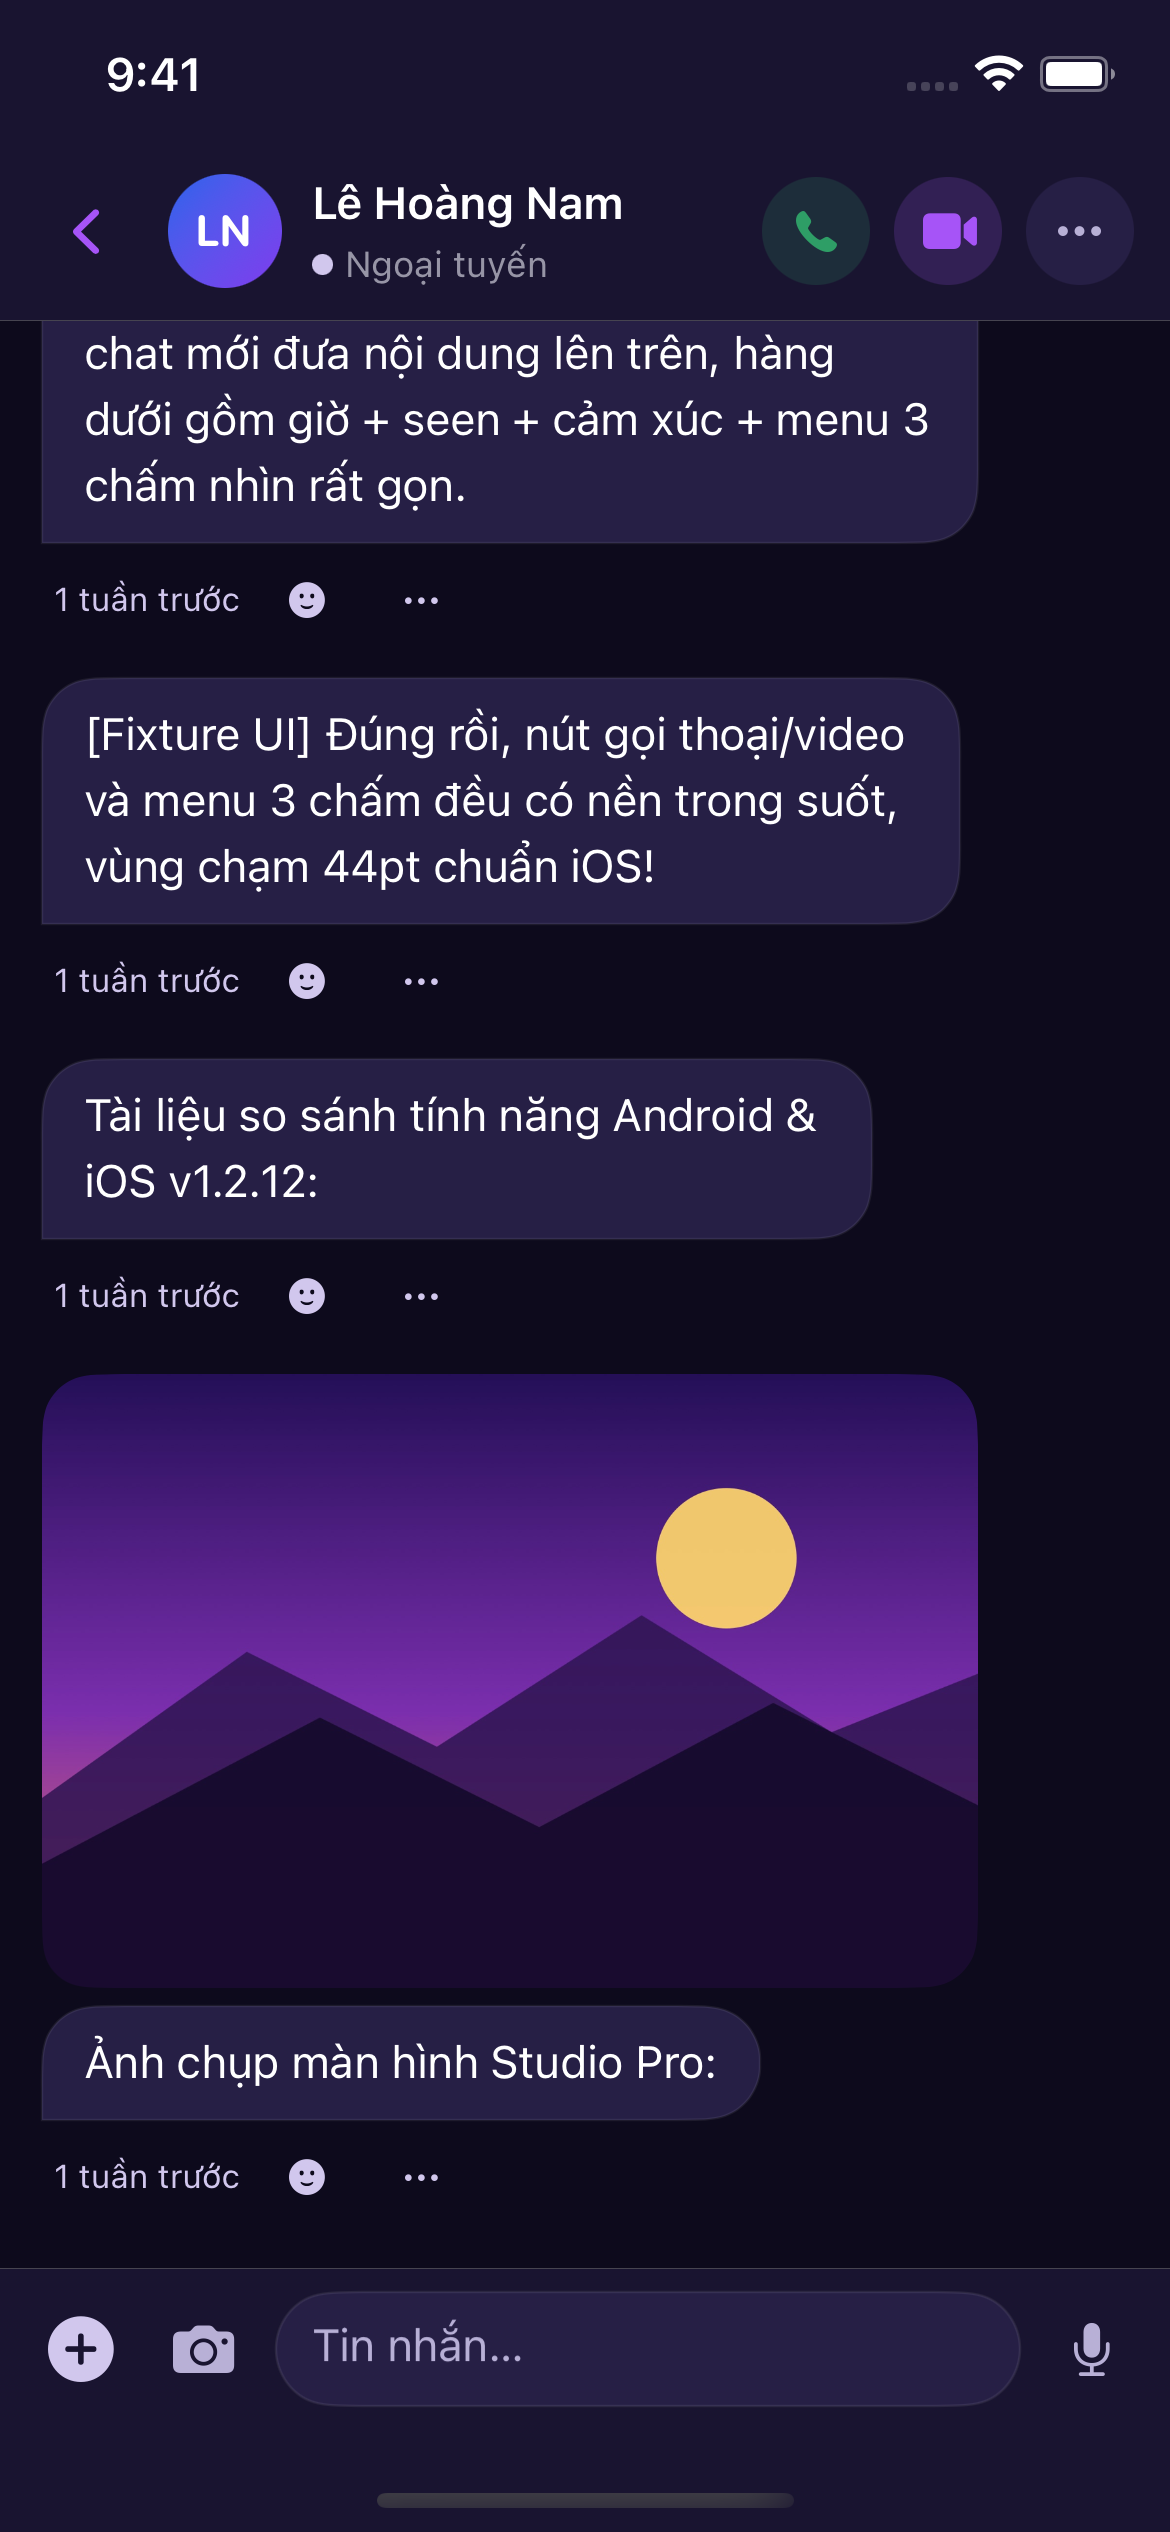 9:41
LN
Lê Hoàng Nam
Ngoại tuyến
chat mới đưa nội dung lên trên, hàng
dưới gồm giờ + seen + cảm xúc + menu 3
chấm nhìn rất gọn.
1 tuần trước
[Fixture UI] Đúng rồi, nút gọi thoại/video
và menu 3 chấm đều có nền trong suốt,
vùng chạm 44pt chuẩn iOS!
1 tuần trước
Tài liệu so sánh tính năng Android &
iOS v1.2.12:
1 tuần trước
Ảnh chụp màn hình Studio Pro:
1 tuần trước
Tin nhắn...